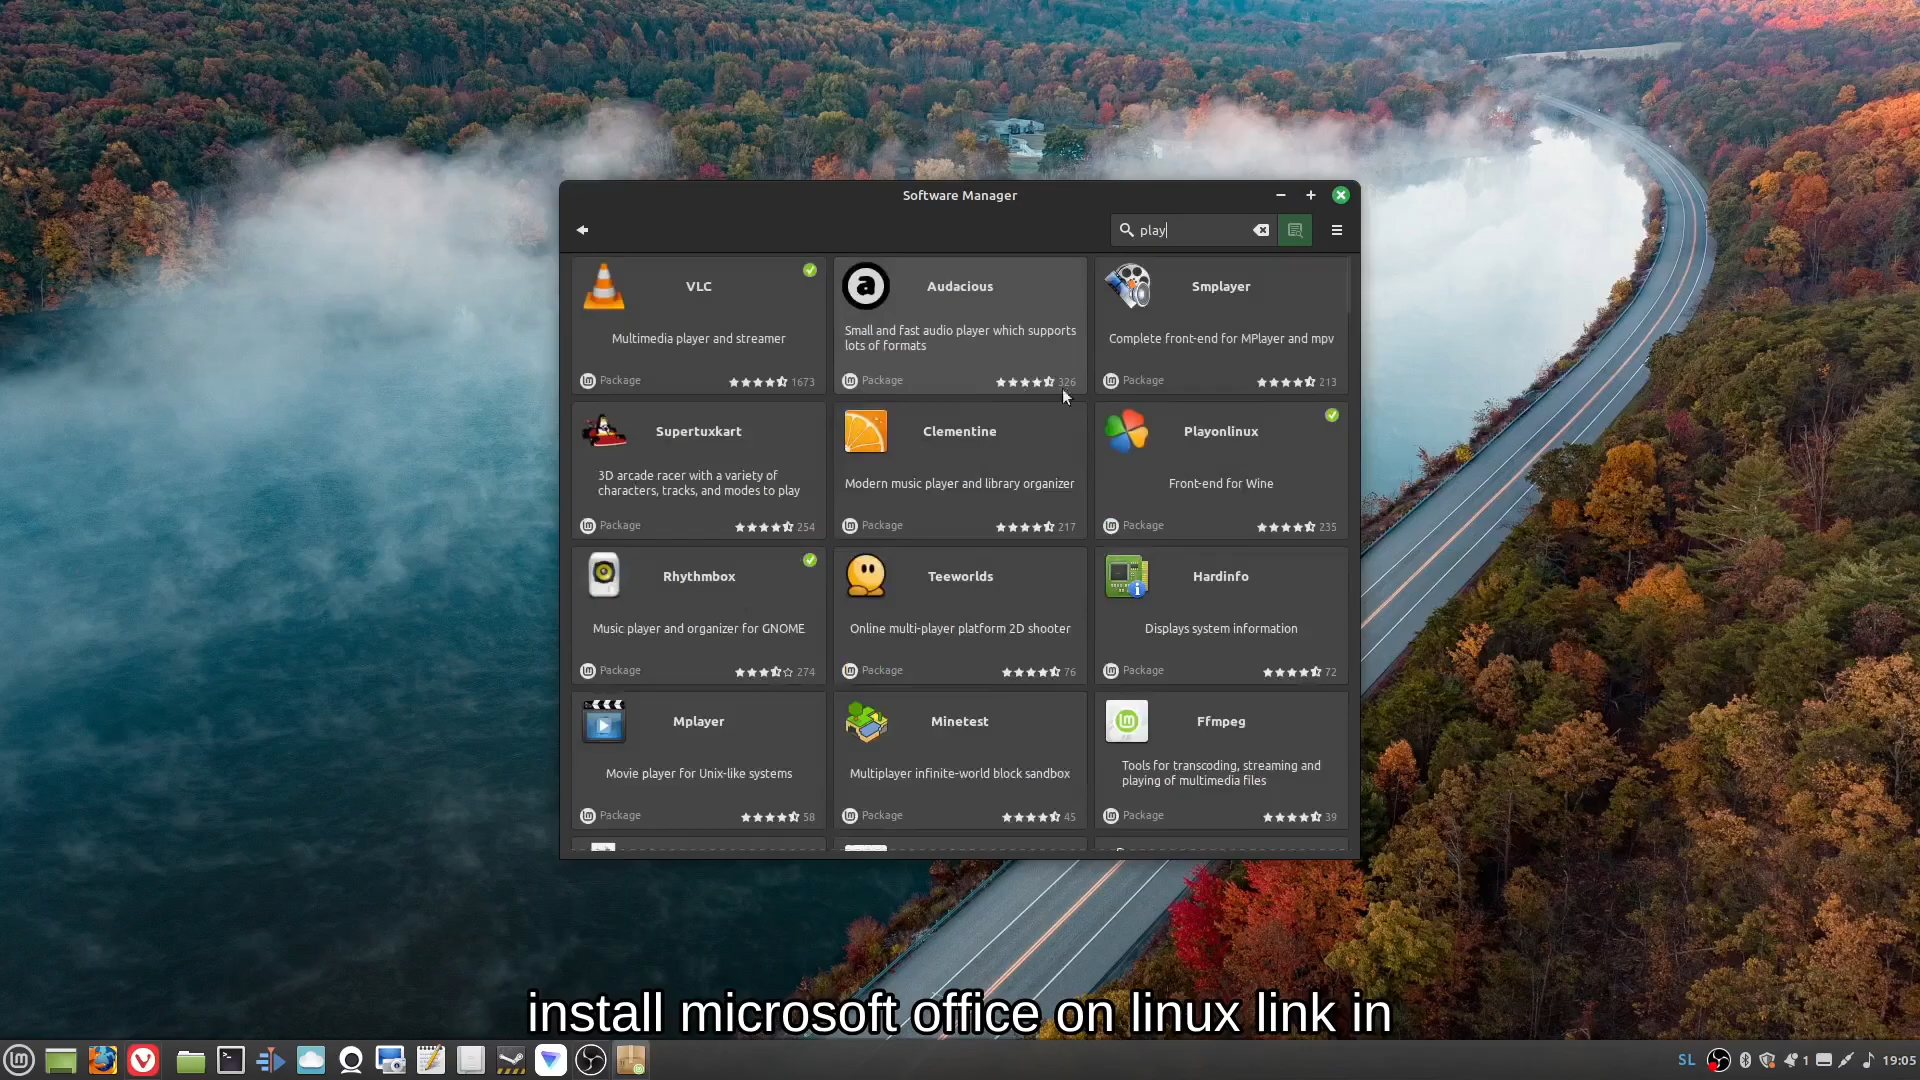 Software Manager
play
VLC
Multimedia player and streamer
Package
1673
a
Audacious
Small and fast audio player which supports
lots of formats
Package
326
Smplayer
Complete front-end for MPlayer and mpv
Package
213
Supertuxkart
3D arcade racer with a variety of
characters, tracks, and modes to play
Package
254
Clementine
Modern music player and library organizer
Package
217
Playonlinux
Front-end for Wine
Package
235
Rhythmbox
Music player and organizer for GNOME
Package
274
Teeworlds
Online multi-player platform 2D shooter
Package
76
Hardinfo
Displays system information
Package
72
Mplayer
Movie player for Unix-like systems
Package
58
Minetest
Multiplayer infinite-world block sandbox
Package
45
Ffmpeg
Tools for transcoding, streaming and
playing of multimedia files
Package
39
install microsoft office on linux link in
SL
1
19:05